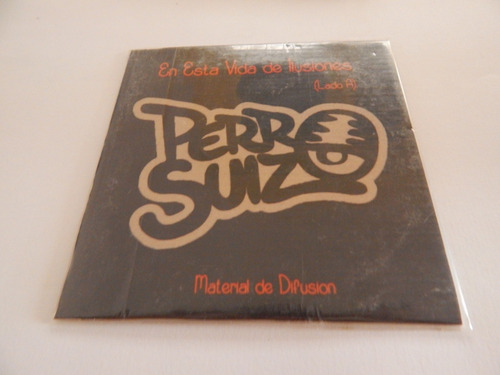 En Esta Vida de Ilusiones
(Lado A)
PERRO
SUIZO
Material de Difusion